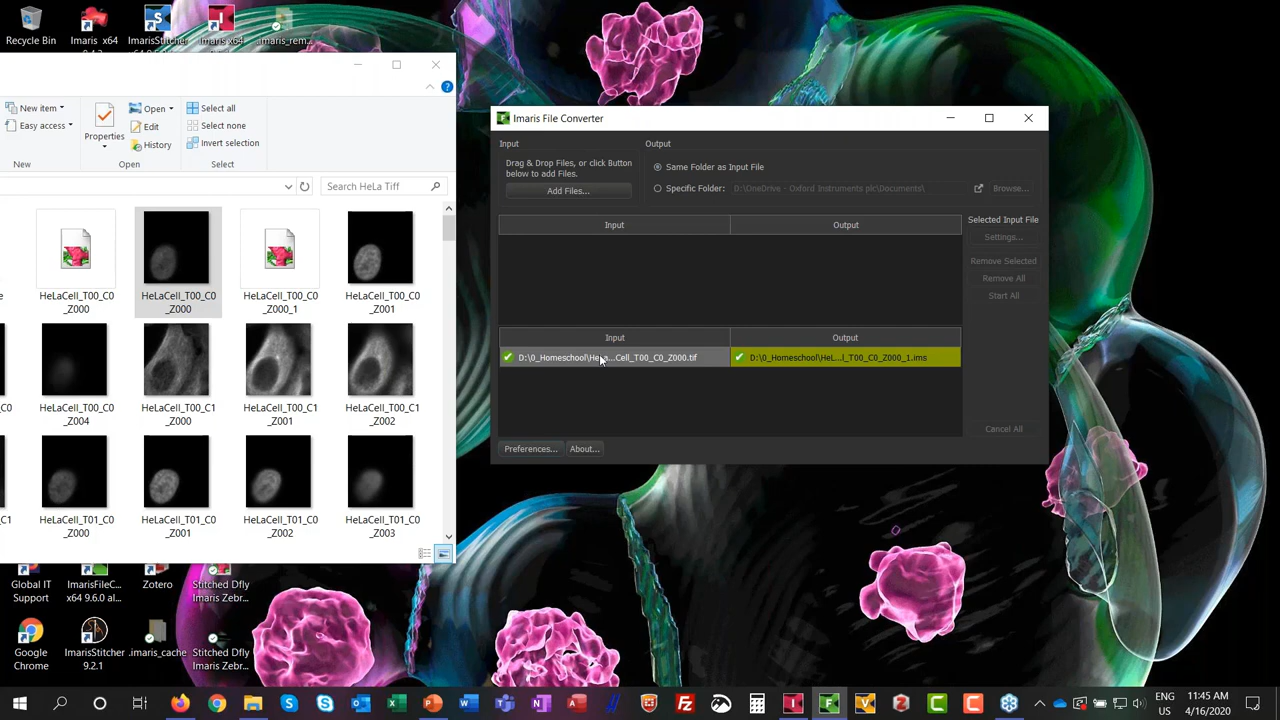 Recycle Bin
Imaris x64
ImarisStitcher
Imaris x64
.imaris_rem...
New item
Easy access
New
Properties
Open
Edit
History
Open
Select all
Select none
Invert selection
Select
Search HeLa Tiff
HeLaCell_T00_C0
_Z000
HeLaCell_T00_C0
_Z000
HeLaCell_T00_C0
_Z000_1
HeLaCell_T00_C0
_Z001
HeLaCell_T00_C0
_Z004
HeLaCell_T00_C1
_Z000
HeLaCell_T00_C1
_Z001
HeLaCell_T00_C1
_Z002
HeLaCell_T01_C0
_Z000
HeLaCell_T01_C0
_Z001
HeLaCell_T01_C0
_Z002
HeLaCell_T01_C0
_Z003
Imaris File Converter
Input
Drag & Drop Files, or click Button
below to add Files.
Add Files...
Output
Same Folder as Input File
Specific Folder:
D:\OneDrive - Oxford Instruments plc\Documents\
Browse...
Input
Output
Selected Input File
Settings...
Remove Selected
Remove All
Start All
Input
Output
D:\0_Homeschool\HeLa...Cell_T00_C0_Z000.tif
D:\0_Homeschool\HeL...l_T00_C0_Z000_1.ims
Cancel All
Preferences...
About...
Global IT
Support
ImarisFileC...
x64 9.6.0 al...
Zotero
Stitched Dfly
Imaris Zebr...
Google
Chrome
ImarisStitcher
9.2.1
.imaris_cache
Stitched Dfly
Imaris Zebr...
ENG
US
11:45 AM
4/16/2020